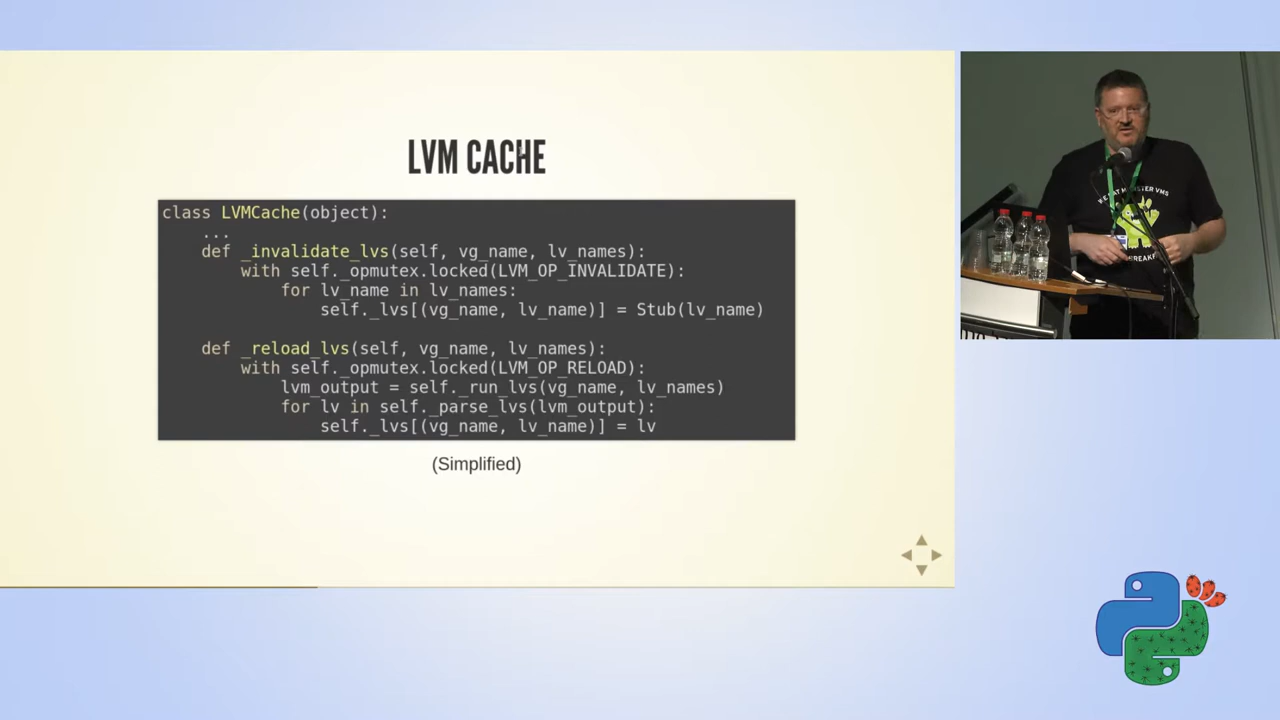 LVM CACHE
class LVMCache(object):
    ...
    def _invalidate_lvs(self, vg_name, lv_names):
        with self._opmutex.locked(LVM_OP_INVALIDATE):
            for lv_name in lv_names:
                self._lvs[(vg_name, lv_name)] = Stub(lv_name)

    def _reload_lvs(self, vg_name, lv_names):
        with self._opmutex.locked(LVM_OP_RELOAD):
            lvm_output = self._run_lvs(vg_name, lv_names)
            for lv in self._parse_lvs(lvm_output):
                self._lvs[(vg_name, lv_name)] = lv
(Simplified)
MONSTER VMS